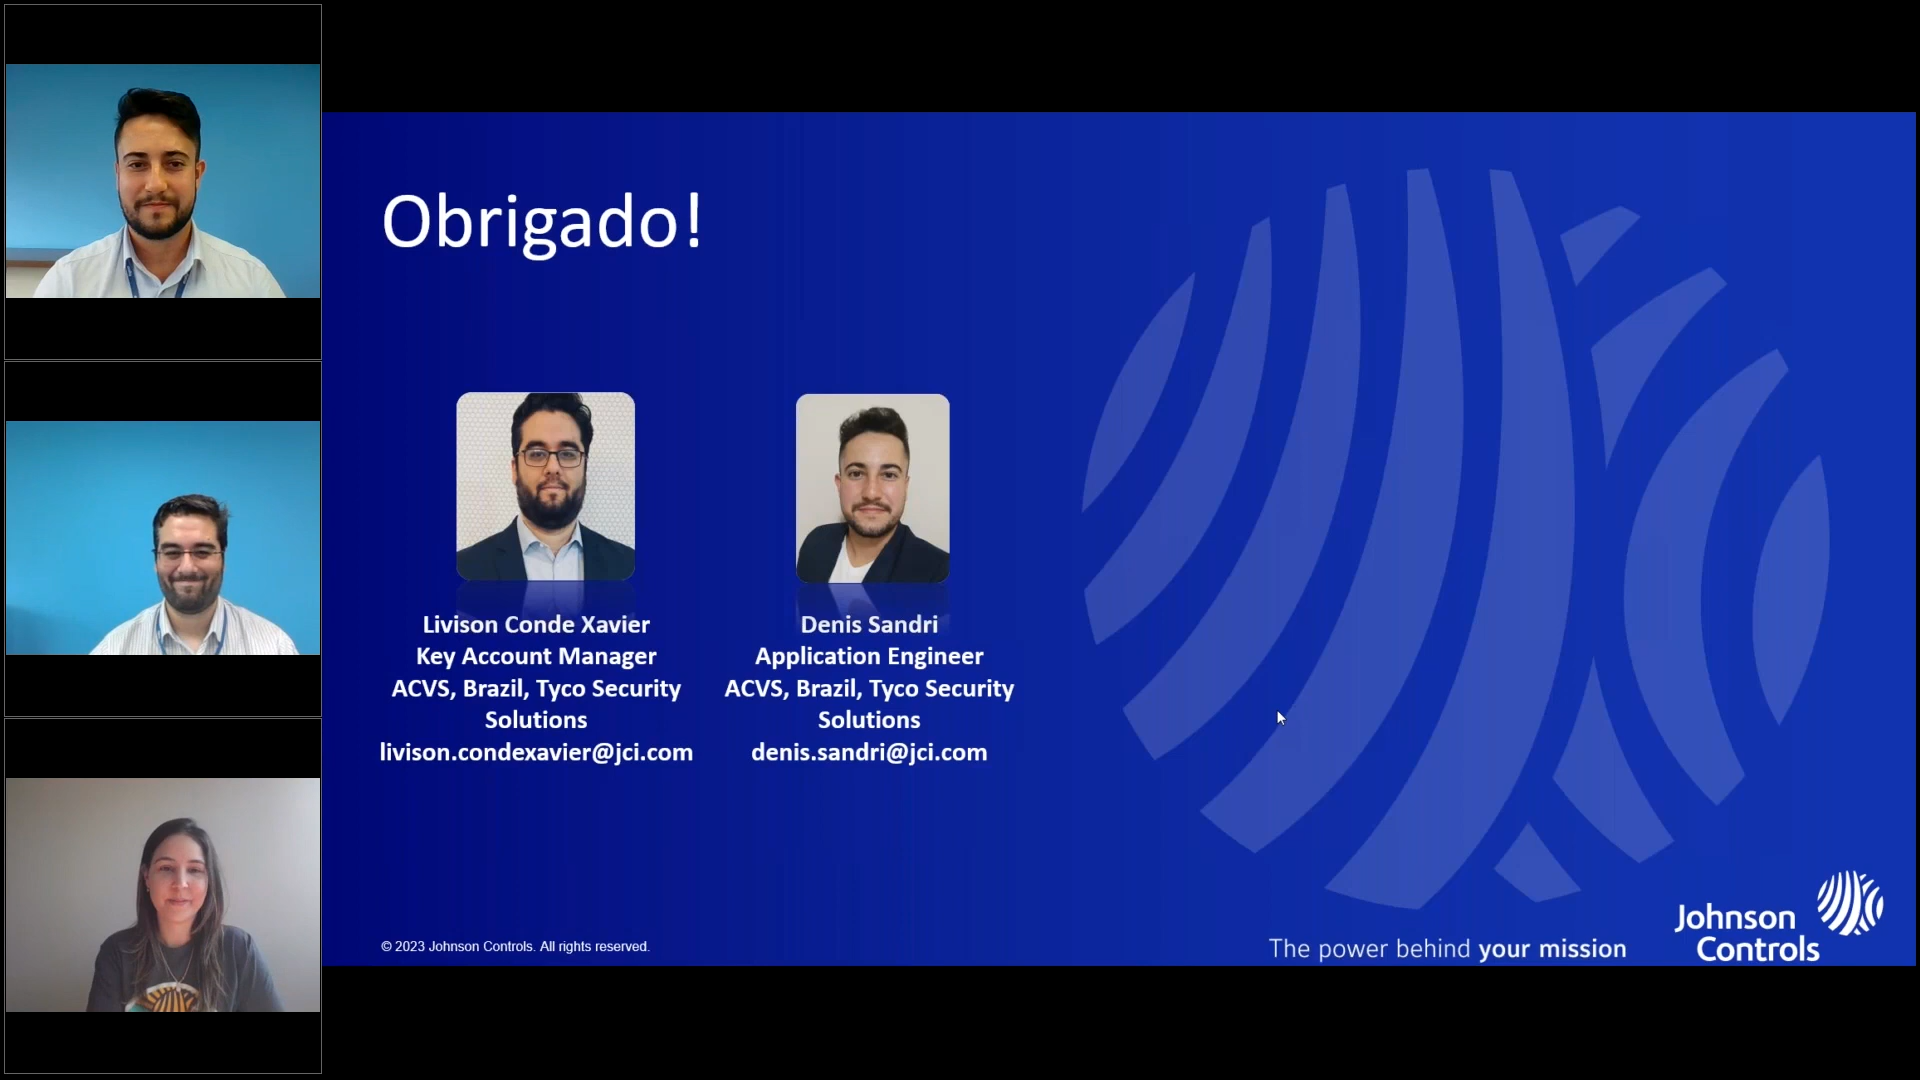 Obrigado!
Livison Conde Xavier
Key Account Manager
ACVS, Brazil, Tyco Security
Solutions
livison.condexavier@jci.com
Denis Sandri
Application Engineer
ACVS, Brazil, Tyco Security
Solutions
denis.sandri@jci.com
© 2023 Johnson Controls. All rights reserved.
The power behind your mission
Johnson
Controls